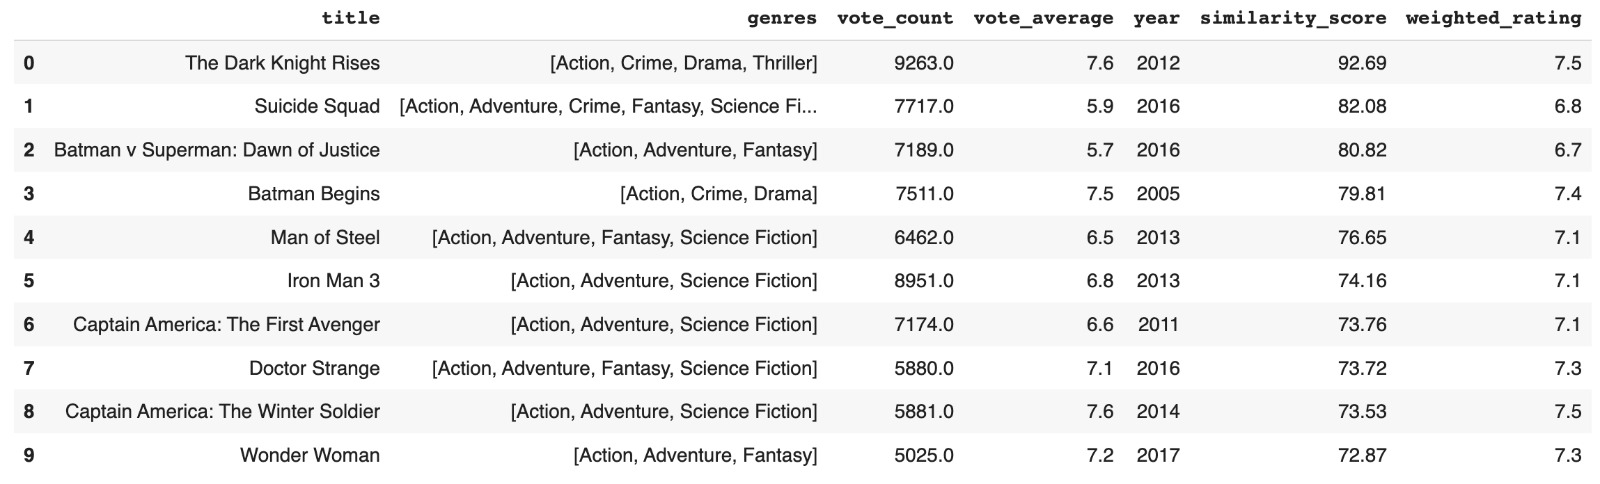 title genres vote_count vote_average year similarity_score weighted_rating
0 The Dark Knight Rises [Action, Crime, Drama, Thriller] 9263.0 7.6 2012 92.69 7.5
1 Suicide Squad [Action, Adventure, Crime, Fantasy, Science Fi... 7717.0 5.9 2016 82.08 6.8
2 Batman v Superman: Dawn of Justice [Action, Adventure, Fantasy] 7189.0 5.7 2016 80.82 6.7
3 Batman Begins [Action, Crime, Drama] 7511.0 7.5 2005 79.81 7.4
4 Man of Steel [Action, Adventure, Fantasy, Science Fiction] 6462.0 6.5 2013 76.65 7.1
5 Iron Man 3 [Action, Adventure, Science Fiction] 8951.0 6.8 2013 74.16 7.1
6 Captain America: The First Avenger [Action, Adventure, Science Fiction] 7174.0 6.6 2011 73.76 7.1
7 Doctor Strange [Action, Adventure, Fantasy, Science Fiction] 5880.0 7.1 2016 73.72 7.3
8 Captain America: The Winter Soldier [Action, Adventure, Science Fiction] 5881.0 7.6 2014 73.53 7.5
9 Wonder Woman [Action, Adventure, Fantasy] 5025.0 7.2 2017 72.87 7.3